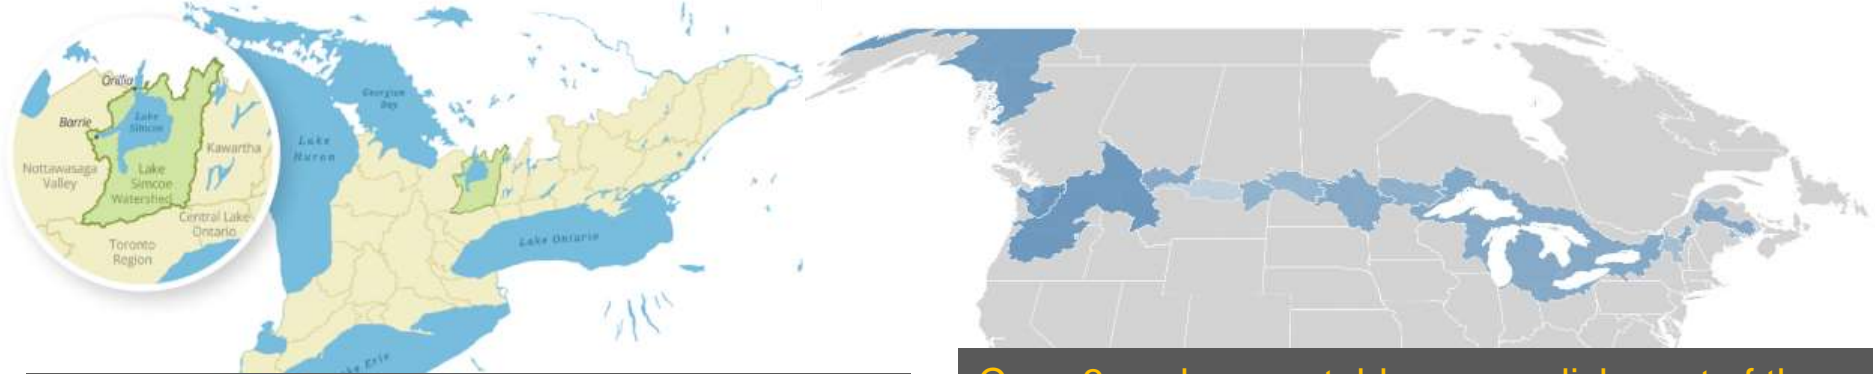 Orillia
Lake
Simcoe
Barrie
Kawartha
Nottawasaga
Valley
Lake
Simcoe
Watershed
Central Lake
Ontario
Toronto
Region
Georgian
Bay
Lake
Huron
Lake Ontario
Erie